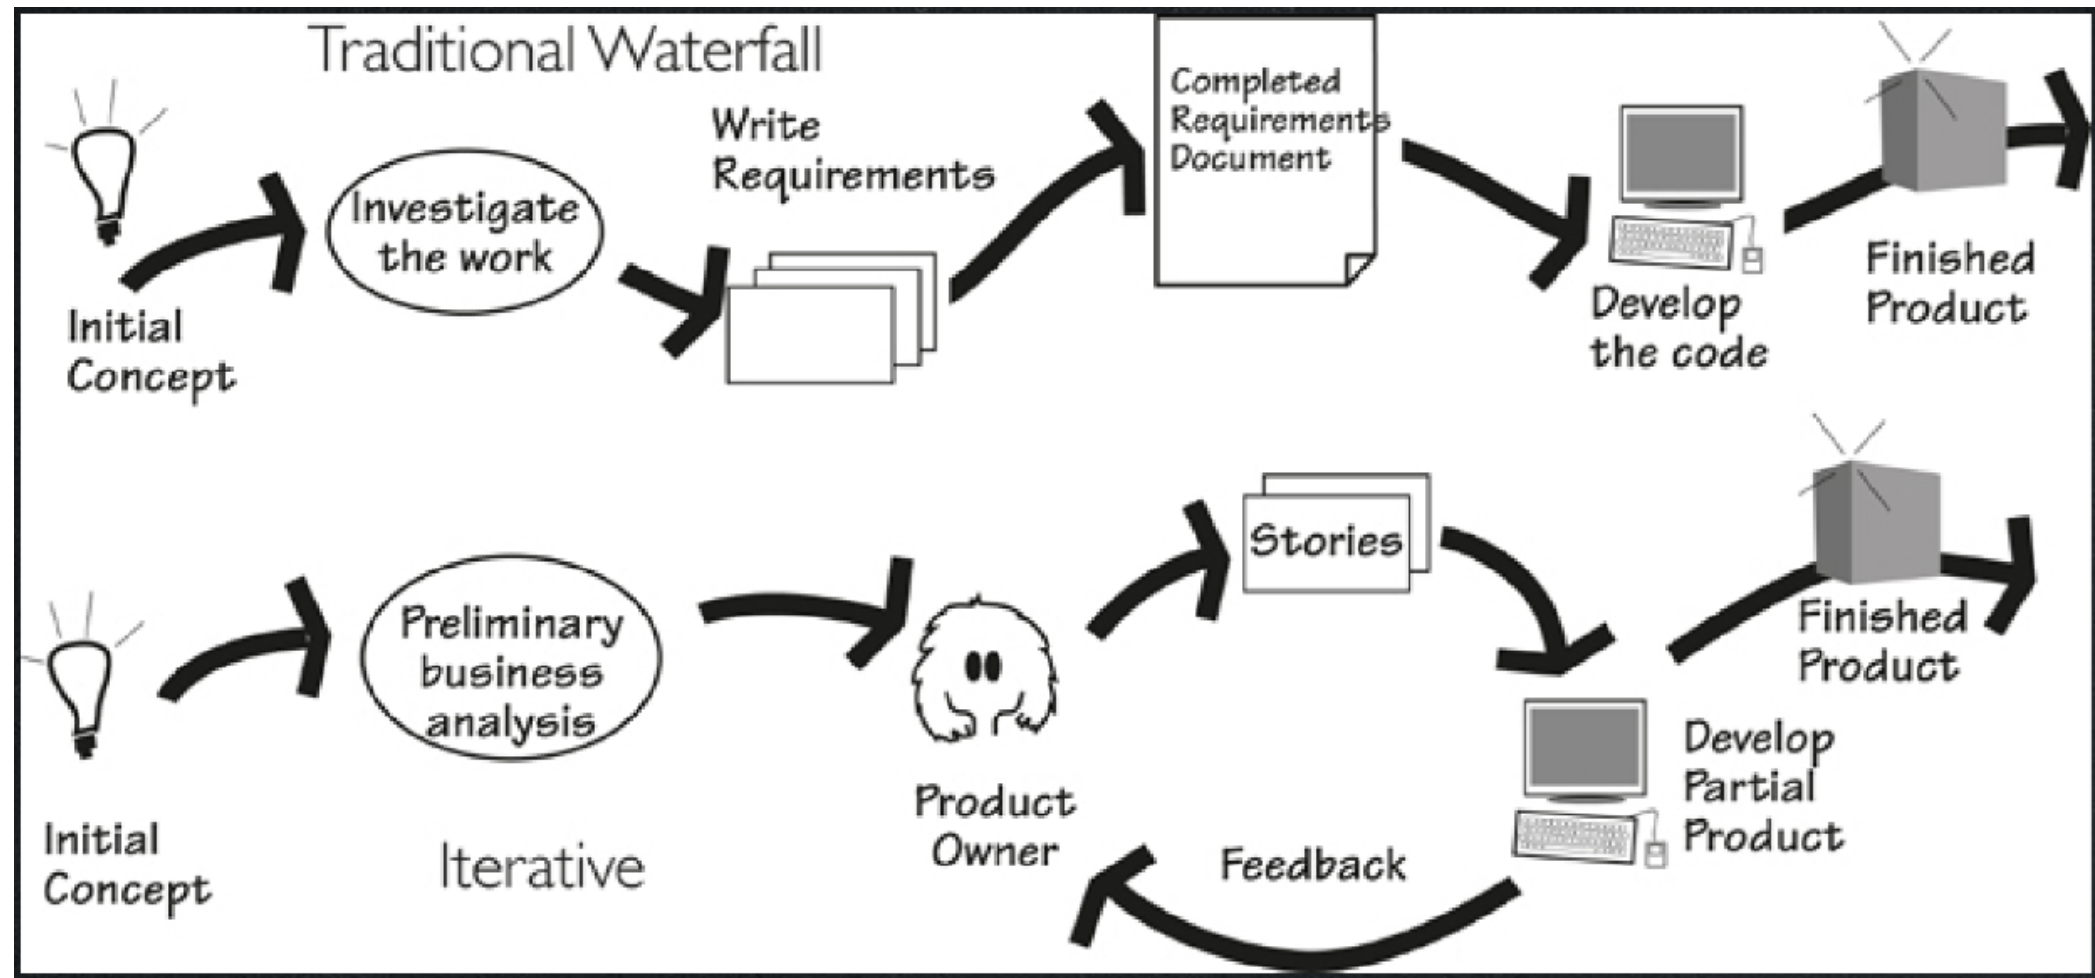 Traditional Waterfall
Initial
Concept
Investigate
the work
Write
Requirements
Completed
Requirements
Document
Develop
the code
Finished
Product
Initial
Concept
Preliminary
business
analysis
Iterative
Product
Owner
Stories
Develop
Partial
Product
Feedback
Finished
Product